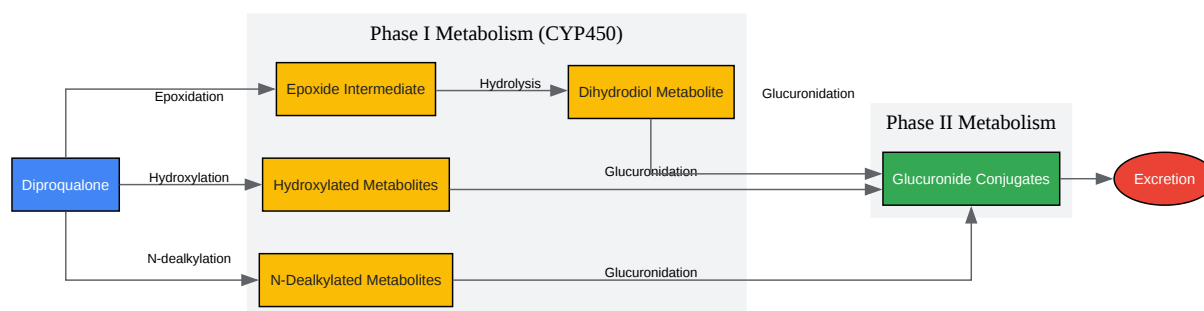 Phase I Metabolism (CYP450)
Epoxide Intermediate
Hydrolysis
Dihydrodiol Metabolite
Glucuronidation
Epoxidation
Phase II Metabolism
Diproqualone
Hydroxylation
Hydroxylated Metabolites
Glucuronidation
Glucuronide Conjugates
Excretion
N-dealkylation
N-Dealkylated Metabolites
Glucuronidation